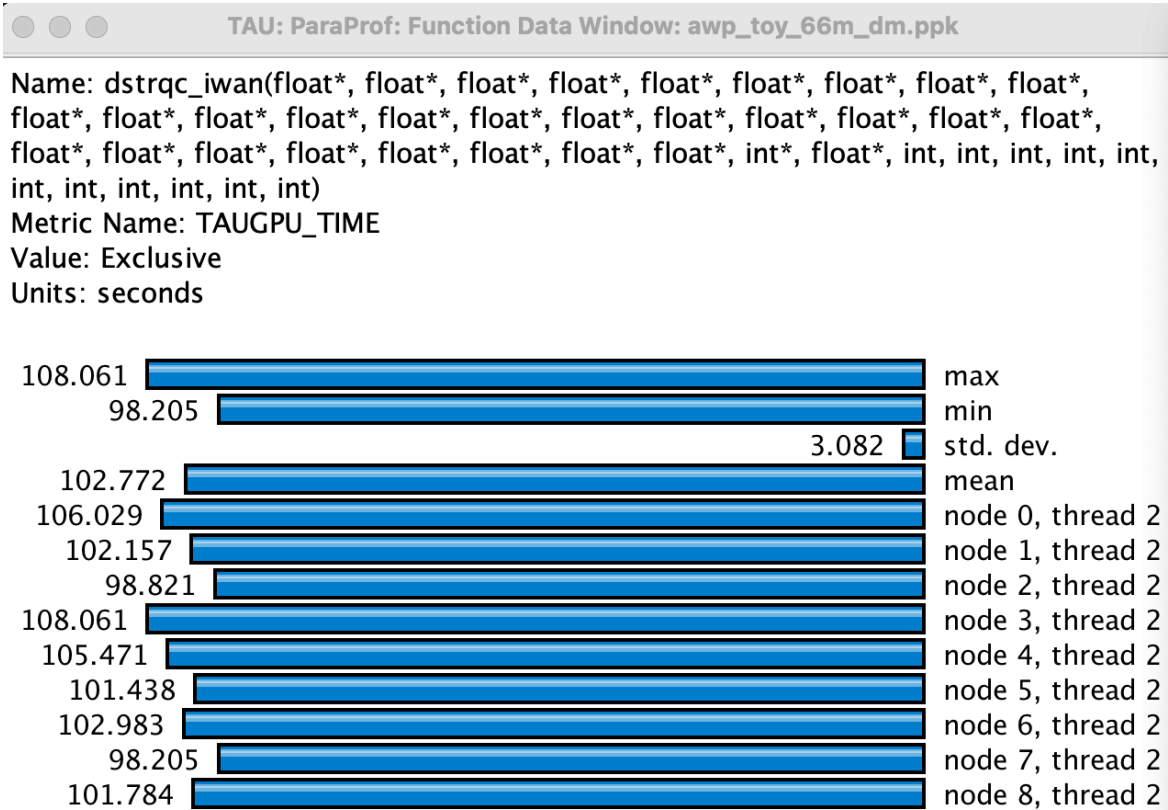 TAU: ParaProf: Function Data Window: awp_toy_66m_dm.ppk
Name: dstrqc_iwan(float*, float*, float*, float*, float*, float*, float*, float*, float*,
float*, float*, float*, float*, float*, float*, float*, float*, float*, float*, float*, float*,
float*, float*, float*, float*, float*, float*, float*, float*, int*, float*, int, int, int, int, int,
int, int, int, int, int, int)
Metric Name: TAUGPU_TIME
Value: Exclusive
Units: seconds
108.061 max
98.205 min
3.082 std. dev.
102.772 mean
106.029 node 0, thread 2
102.157 node 1, thread 2
98.821 node 2, thread 2
108.061 node 3, thread 2
105.471 node 4, thread 2
101.438 node 5, thread 2
102.983 node 6, thread 2
98.205 node 7, thread 2
101.784 node 8, thread 2